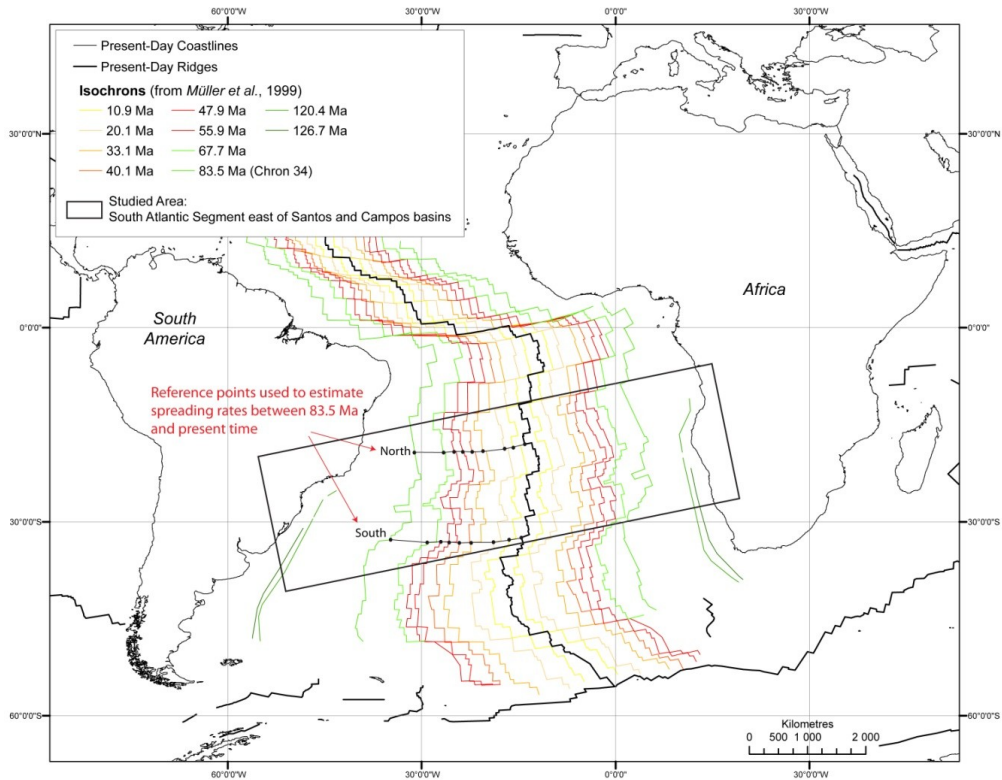 60°0'0"W 30°0'0"W 0°0'0" 30°0'0"E
Present-Day Coastlines
Present-Day Ridges
Isochrons (from Müller et al., 1999)
10.9 Ma 47.9 Ma 120.4 Ma
20.1 Ma 55.9 Ma 126.7 Ma
33.1 Ma 67.7 Ma
40.1 Ma 83.5 Ma (Chron 34)
Studied Area:
South Atlantic Segment east of Santos and Campos basins
30°0'0"N 30°0'0"N
Africa
South
America
0°0'0" 0°0'0"
Reference points used to estimate
spreading rates between 83.5 Ma
and present time
North
South
30°0'0"S 30°0'0"S
60°0'0"S 60°0'0"S
Kilometres
0 500 1 000 2 000
60°0'0"W 30°0'0"W 0°0'0" 30°0'0"E